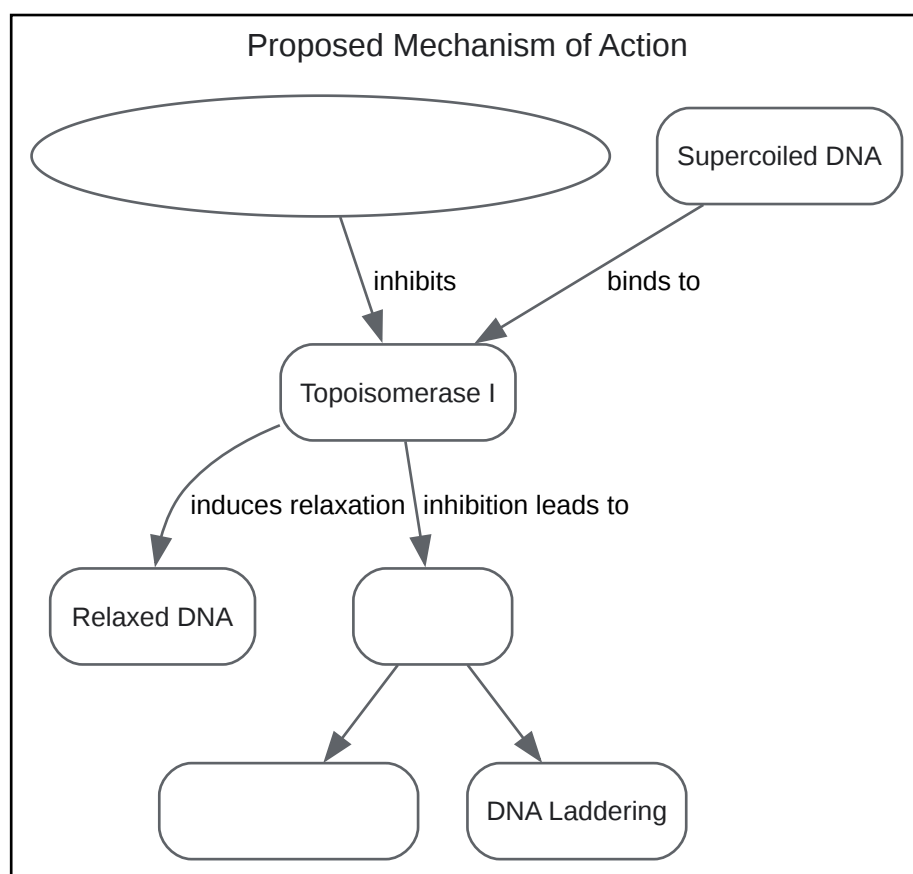 Proposed Mechanism of Action
Supercoiled DNA
inhibits
binds to
Topoisomerase I
induces relaxation
inhibition leads to
Relaxed DNA
DNA Laddering